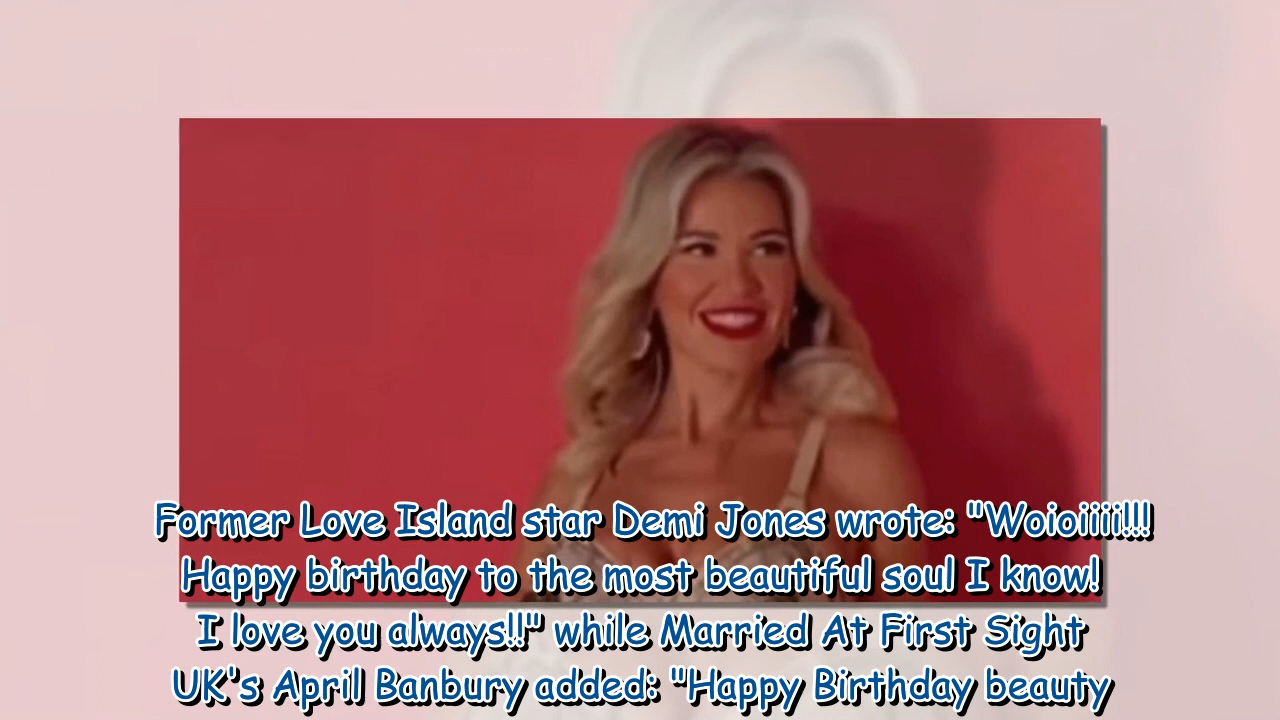 Former Love Island star Demi Jones wrote: "Woioiiii!!!
Happy birthday to the most beautiful soul I know!
I love you always!!" while Married At First Sight
UK's April Banbury added: "Happy Birthday beauty